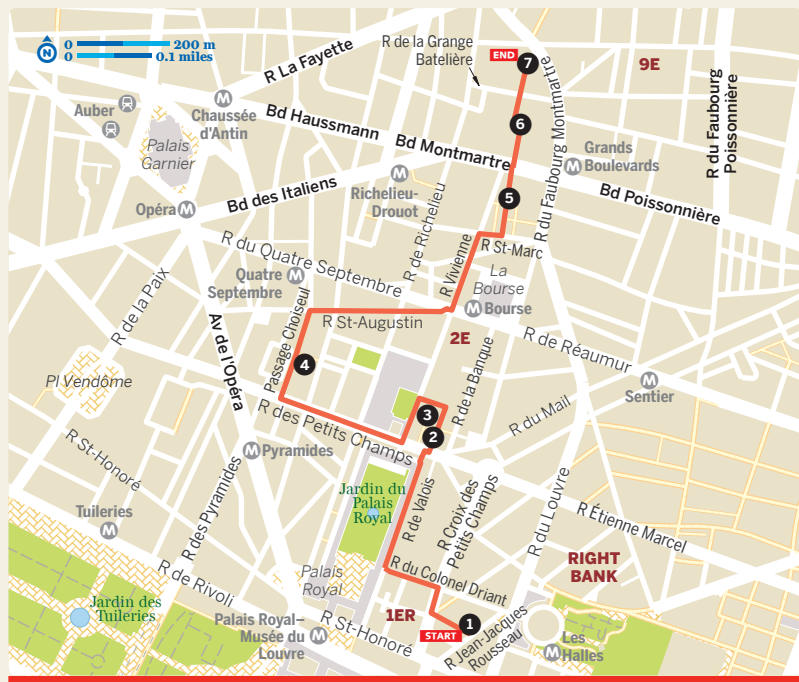 N
0 200 m
0 0.1 miles
R La Fayette
R de la Grange
Batelière
END
7
9E
R du Faubourg
Poissonnière
Auber
M
Chaussée
d'Antin
Palais
Garnier
Bd Haussmann
Bd Montmartre
6
R du Faubourg Montmartre
M
Grands
Boulevards
Bd Poissonnière
M
Richelieu-
Drouot
5
Opéra M
Bd des Italiens
R du Quatre Septembre
R de Richelieu
R Vivienne
R St-Marc
La
Bourse
M Bourse
Quatre M
Septembre
R de la Paix
Av de l'Opéra
Passage Choiseul
R St-Augustin
2E
R de Réaumur
4
Pl Vendôme
M
Sentier
R de la Banque
3
2
R du Mail
R des Petits Champs
R St-Honoré
M Pyramides
R des Pyramides
Jardin du
Palais
Royal
R de Valois
R Croix des
Petits Champs
R du Louvre
R Étienne Marcel
Tuileries
M
R de Rivoli
R du Colonel Driant
RIGHT
BANK
Palais
Royal
Jardin des
Tuileries
1ER
1
START
Palais Royal–
Musée du M
Louvre
R St-Honoré
R Jean-Jacques
Rousseau
Les
M Halles